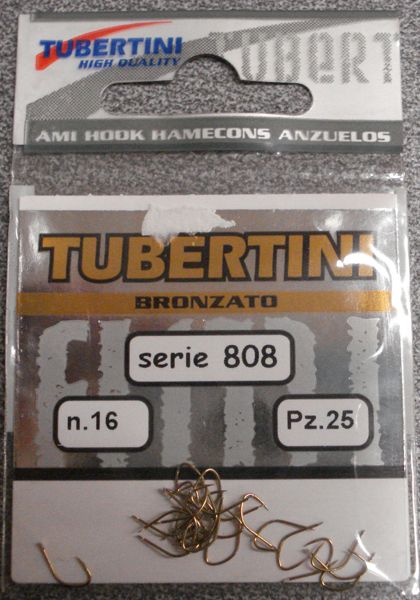 TUBERTINI
HIGH QUALITY
TUBERT
AMI HOOK HAMECONS ANZUELOS
TUBERTINI
BRONZATO
serie 808
n.16
Pz.25